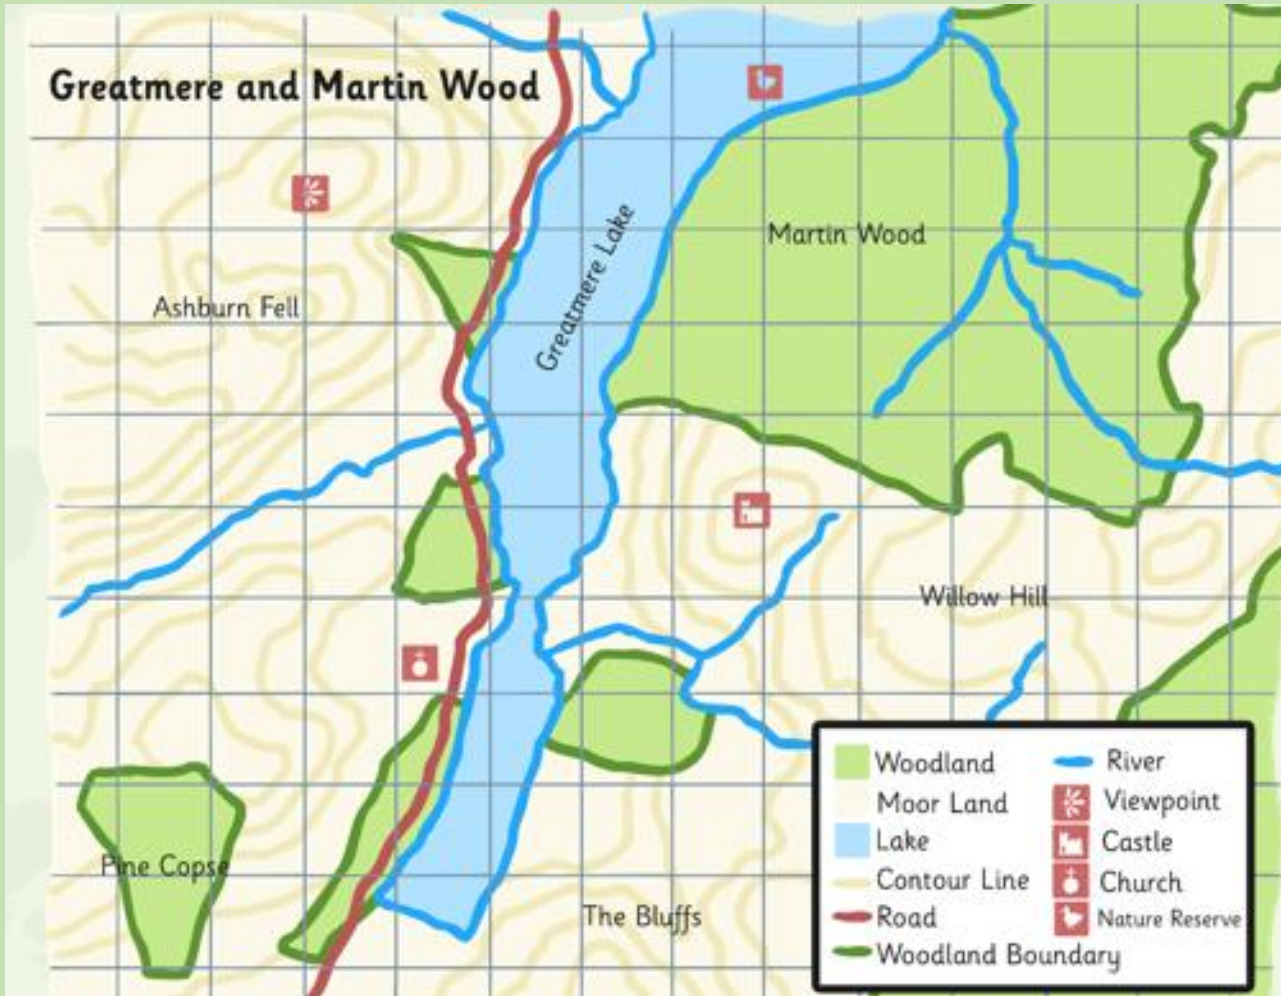 Greatmere and Martin Wood
Martin Wood
Greatmere Lake
Ashburn Fell
Willow Hill
Pine Copse
The Bluffs
Woodland
Moor Land
Lake
Contour Line
Road
Woodland Boundary
River
Viewpoint
Castle
Church
Nature Reserve